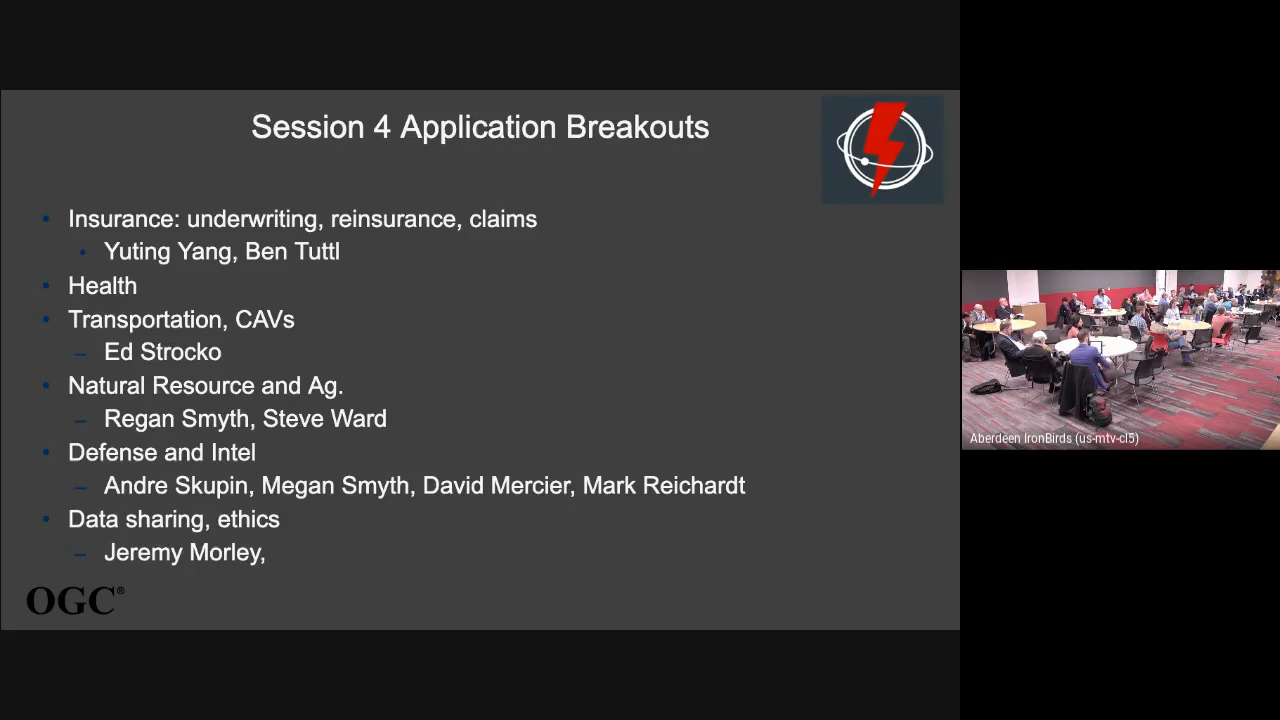 Session 4 Application Breakouts
• Insurance: underwriting, reinsurance, claims
• Yuting Yang, Ben Tuttl
• Health
• Transportation, CAVs
– Ed Strocko
• Natural Resource and Ag.
– Regan Smyth, Steve Ward
• Defense and Intel
– Andre Skupin, Megan Smyth, David Mercier, Mark Reichardt
• Data sharing, ethics
– Jeremy Morley,
OGC®
Aberdeen IronBirds (us-mtv-cl5)